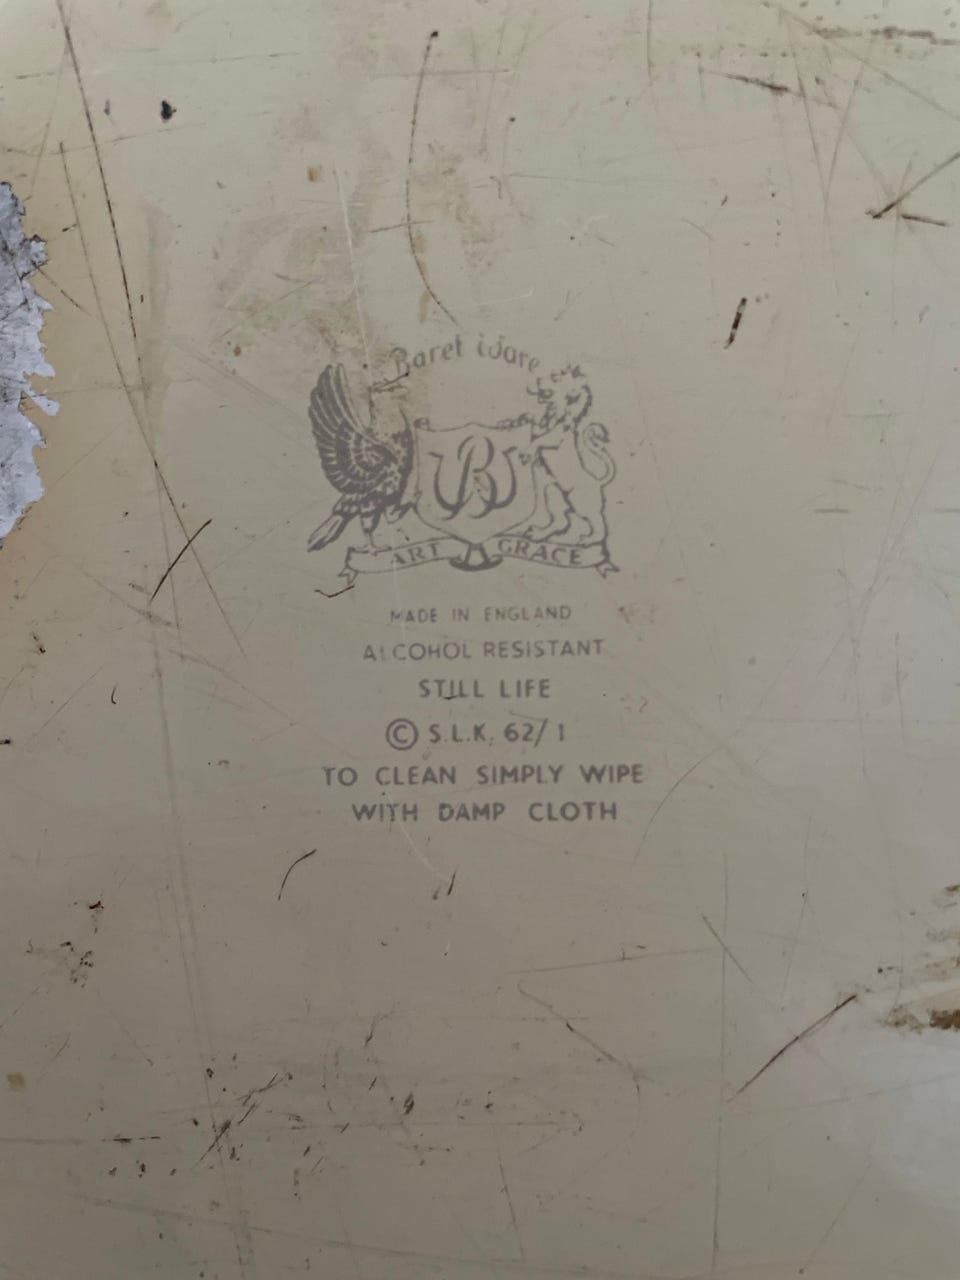 Baret Ware
BW
ART GRACE
MADE IN ENGLAND
ALCOHOL RESISTANT
STILL LIFE
© S.L.K. 62/1
TO CLEAN SIMPLY WIPE
WITH DAMP CLOTH